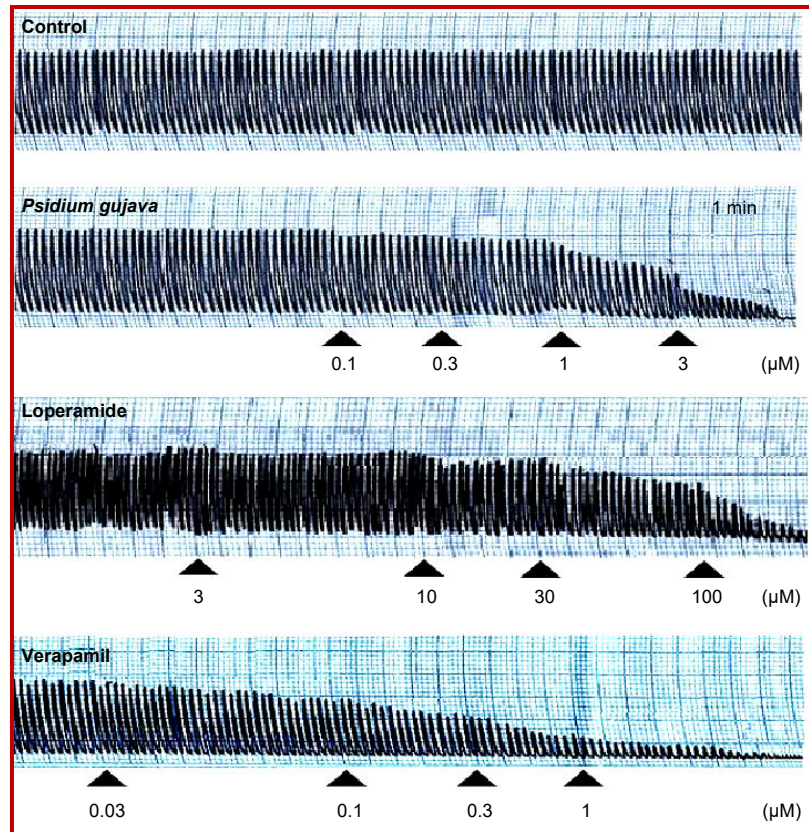 Control
Psidium gujava
1 min
0.1 0.3 1 3 (µM)
Loperamide
3 10 30 100 (µM)
Verapamil
0.03 0.1 0.3 1 (µM)